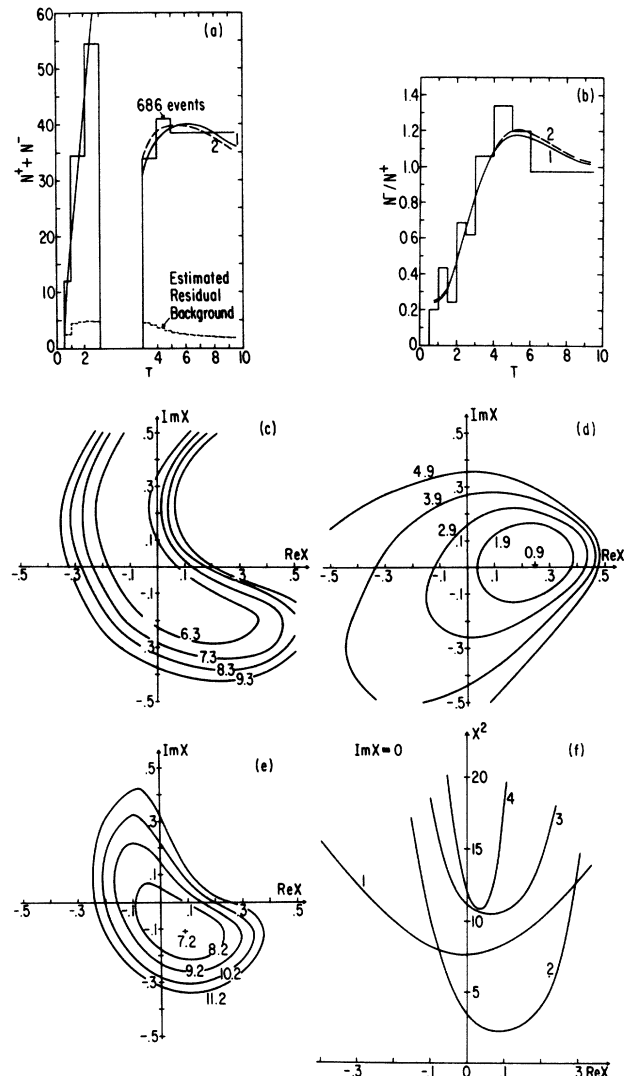 (a)
60
50
40
30
20
10
0
N⁺ + N⁻
686 events
2
Estimated
Residual
Background
0 2 4 6 8 10
T
(b)
1.4
1.2
1.0
0.8
0.6
0.4
0.2
0
N⁻/N⁺
2
1
0 2 4 6 8 10
T
(c)
ImX
.5
.3
ReX
-.5 -.3 -.1 .1 .3 .5
-.1
6.3
7.3
8.3
9.3
-.5
(d)
ImX
.5
.3
.1
4.9
3.9
2.9
1.9
0.9
ReX
-.5 -.3 -.1 .1 .3 .5
-.1
-.3
-.5
(e)
ImX
.5
.3
.1
ReX
-.5 -.3 -.1 .1 .3 .5
-.1
7.2
8.2
9.2
10.2
11.2
-.3
-.5
(f)
ImX=0
X²
20
15
10
5
1
2
3
4
-.3 -.1 0 .1 .3 ReX